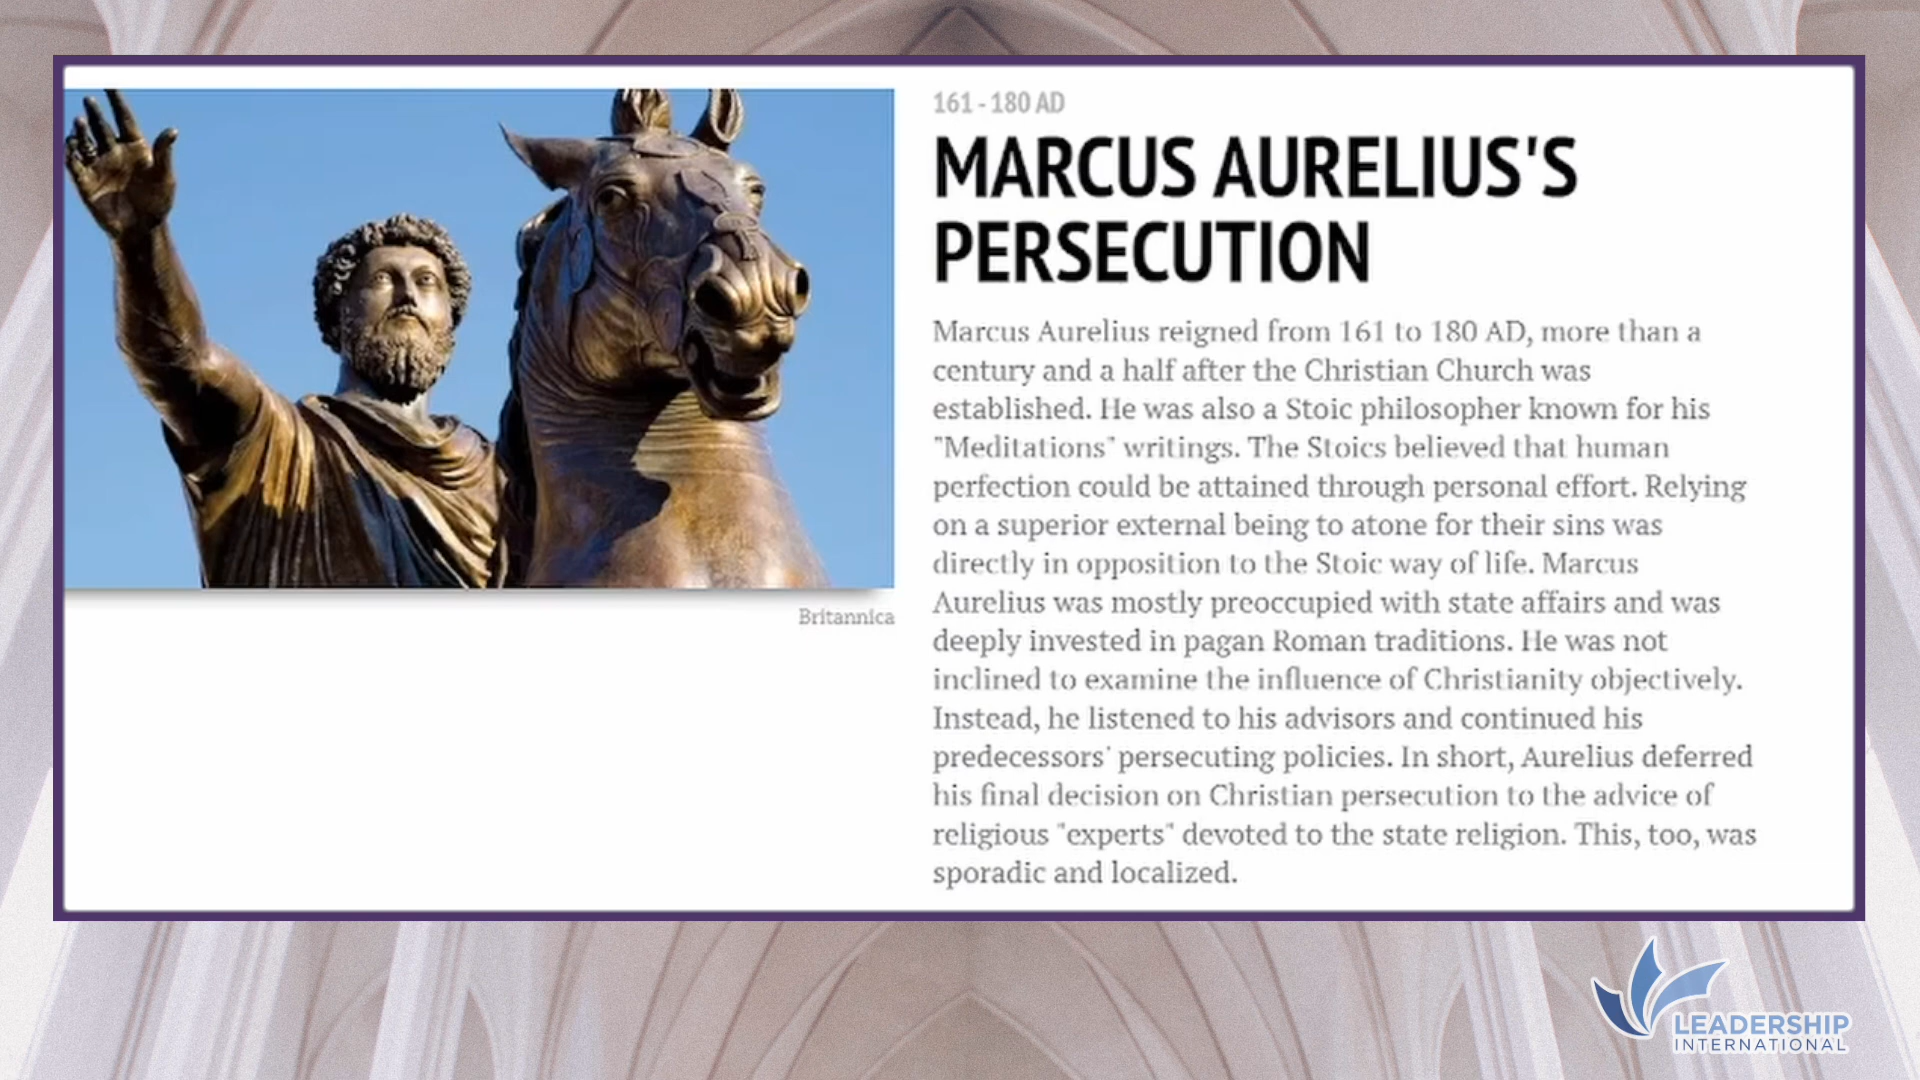 161 - 180 AD
MARCUS AURELIUS'S
PERSECUTION
Marcus Aurelius reigned from 161 to 180 AD, more than a
century and a half after the Christian Church was
established. He was also a Stoic philosopher known for his
"Meditations" writings. The Stoics believed that human
perfection could be attained through personal effort. Relying
on a superior external being to atone for their sins was
directly in opposition to the Stoic way of life. Marcus
Aurelius was mostly preoccupied with state affairs and was
deeply invested in pagan Roman traditions. He was not
inclined to examine the influence of Christianity objectively.
Instead, he listened to his advisors and continued his
predecessors' persecuting policies. In short, Aurelius deferred
his final decision on Christian persecution to the advice of
religious "experts" devoted to the state religion. This, too, was
sporadic and localized.
Britannica
LEADERSHIP
INTERNATIONAL